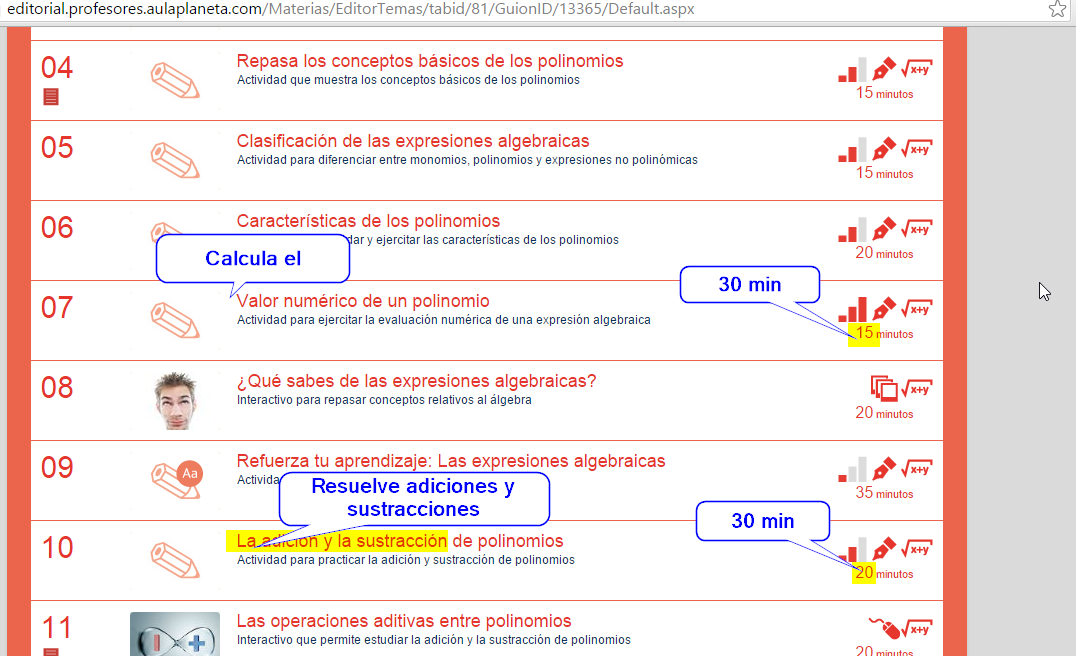 editorial.profesores.aulaplaneta.com/Materias/EditorTemas/tabid/81/GuionID/13365/Default.aspx
04
Repasa los conceptos básicos de los polinomios
Actividad que muestra los conceptos básicos de los polinomios
√x+y
15 minutos
05
Clasificación de las expresiones algebraicas
Actividad para diferenciar entre monomios, polinomios y expresiones no polinómicas
√x+y
15 minutos
06
Características de los polinomios
dar y ejercitar las características de los polinomios
√x+y
20 minutos
Calcula el
30 min
07
Valor numérico de un polinomio
Actividad para ejercitar la evaluación numérica de una expresión algebraica
√x+y
15 minutos
08
¿Qué sabes de las expresiones algebraicas?
Interactivo para repasar conceptos relativos al álgebra
√x+y
20 minutos
09
Aa
Refuerza tu aprendizaje: Las expresiones algebraicas
Activida
√x+y
35 minutos
Resuelve adiciones y
sustracciones
30 min
10
La adición y la sustracción de polinomios
Actividad para practicar la adición y sustracción de polinomios
√x+y
20 minutos
11
Las operaciones aditivas entre polinomios
Interactivo que permite estudiar la adición y la sustracción de polinomios
√x+y
20 minutos